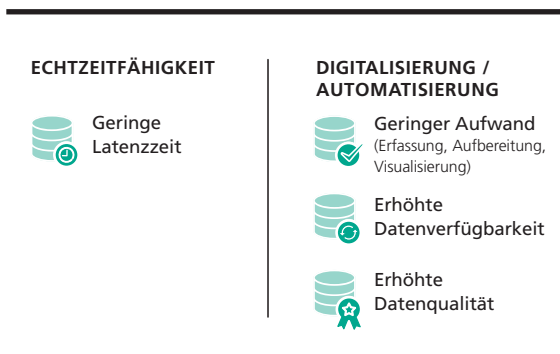 ECHTZEITFÄHIGKEIT
Geringe
Latenzzeit
DIGITALISIERUNG /
AUTOMATISIERUNG
Geringer Aufwand
(Erfassung, Aufbereitung,
Visualisierung)
Erhöhte
Datenverfügbarkeit
Erhöhte
Datenqualität